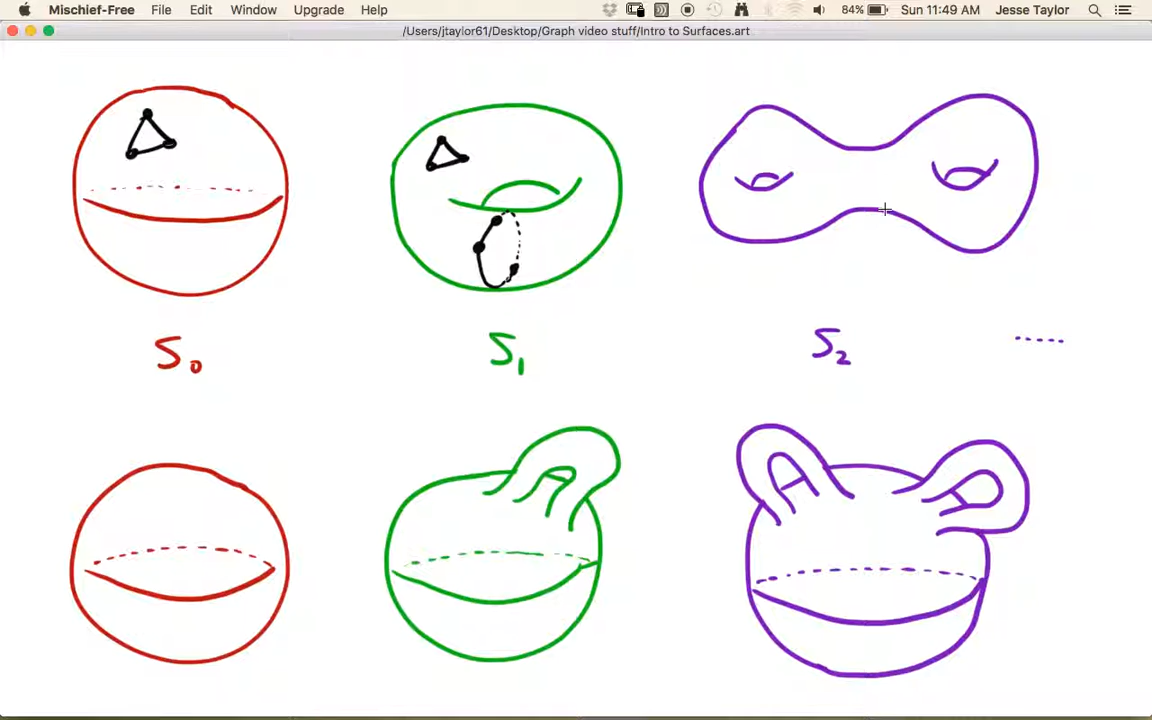 Mischief-Free File Edit Window Upgrade Help 84% Sun 11:49 AM Jesse Taylor
/Users/jtaylor61/Desktop/Graph video stuff/Intro to Surfaces.art
S₀ S₁ S₂